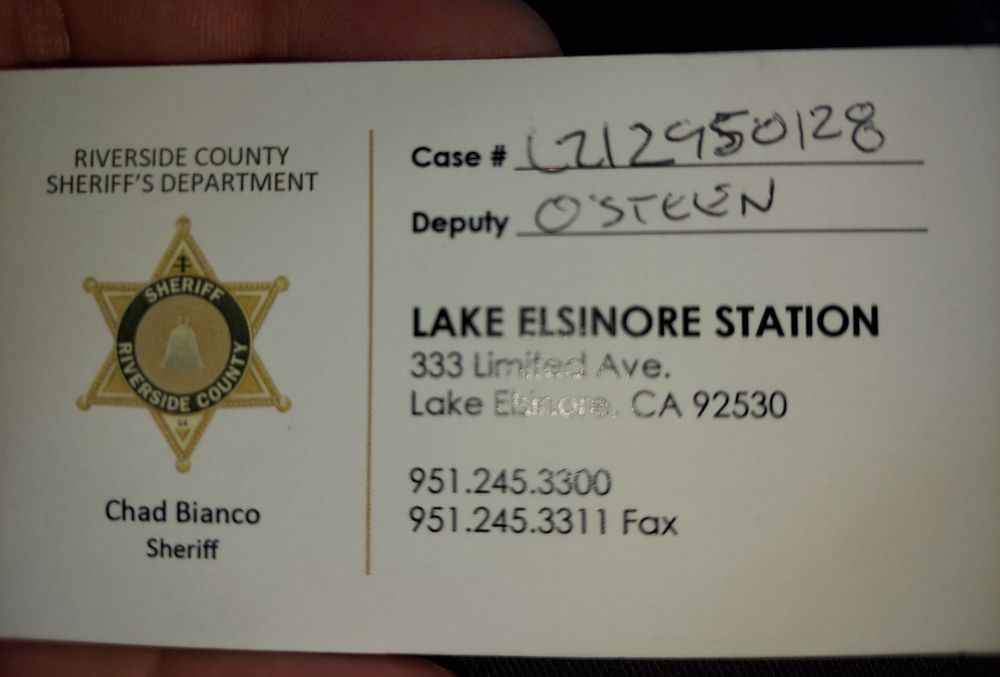 RIVERSIDE COUNTY
SHERIFF'S DEPARTMENT
SHERIFF
RIVERSIDE COUNTY
Chad Bianco
Sheriff
Case # L212950128
Deputy O'STEEN
LAKE ELSINORE STATION
333 Limited Ave.
Lake Elsinore, CA 92530
951.245.3300
951.245.3311 Fax